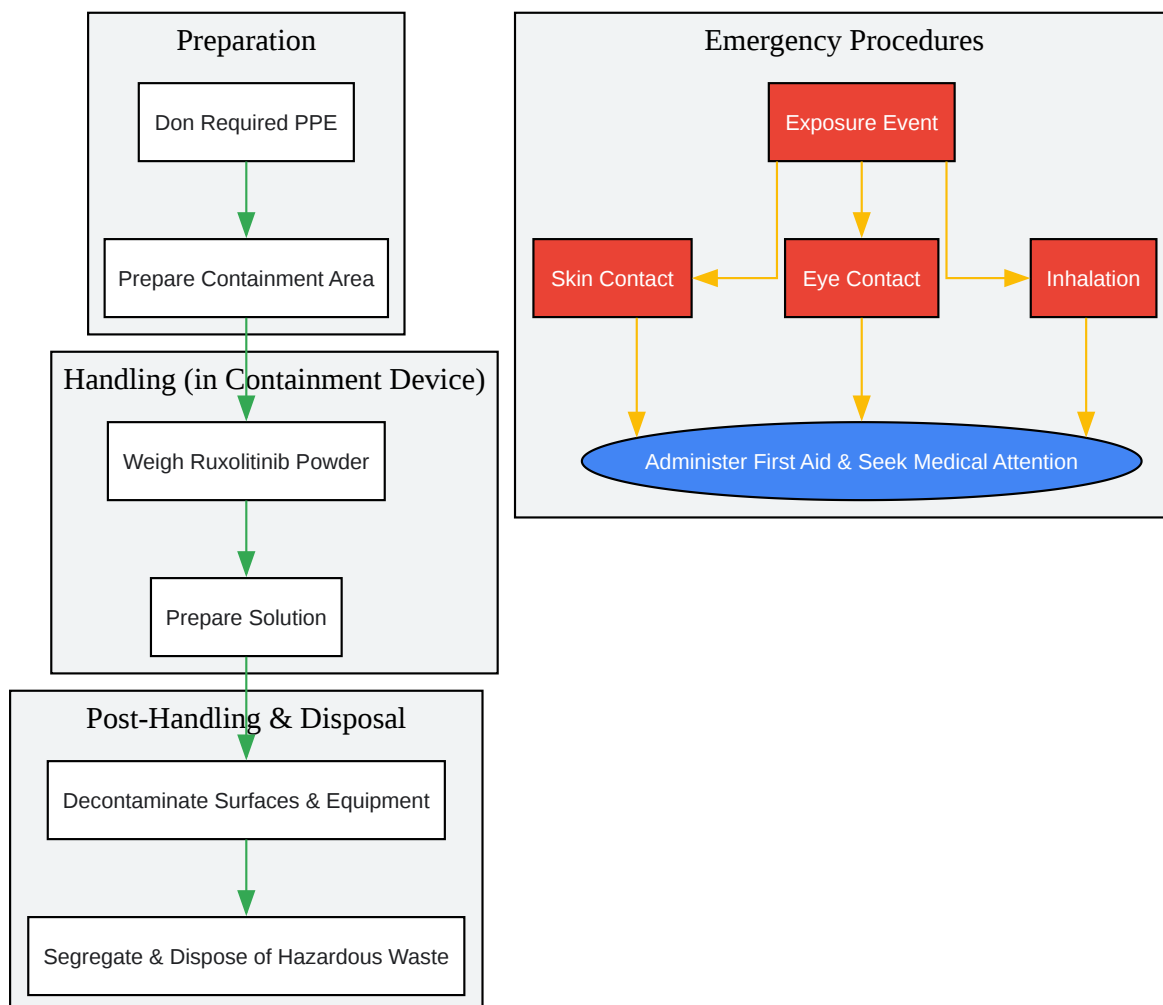 Preparation
Don Required PPE
Prepare Containment Area
Handling (in Containment Device)
Weigh Ruxolitinib Powder
Prepare Solution
Post-Handling & Disposal
Decontaminate Surfaces & Equipment
Segregate & Dispose of Hazardous Waste
Emergency Procedures
Exposure Event
Skin Contact
Eye Contact
Inhalation
Administer First Aid & Seek Medical Attention